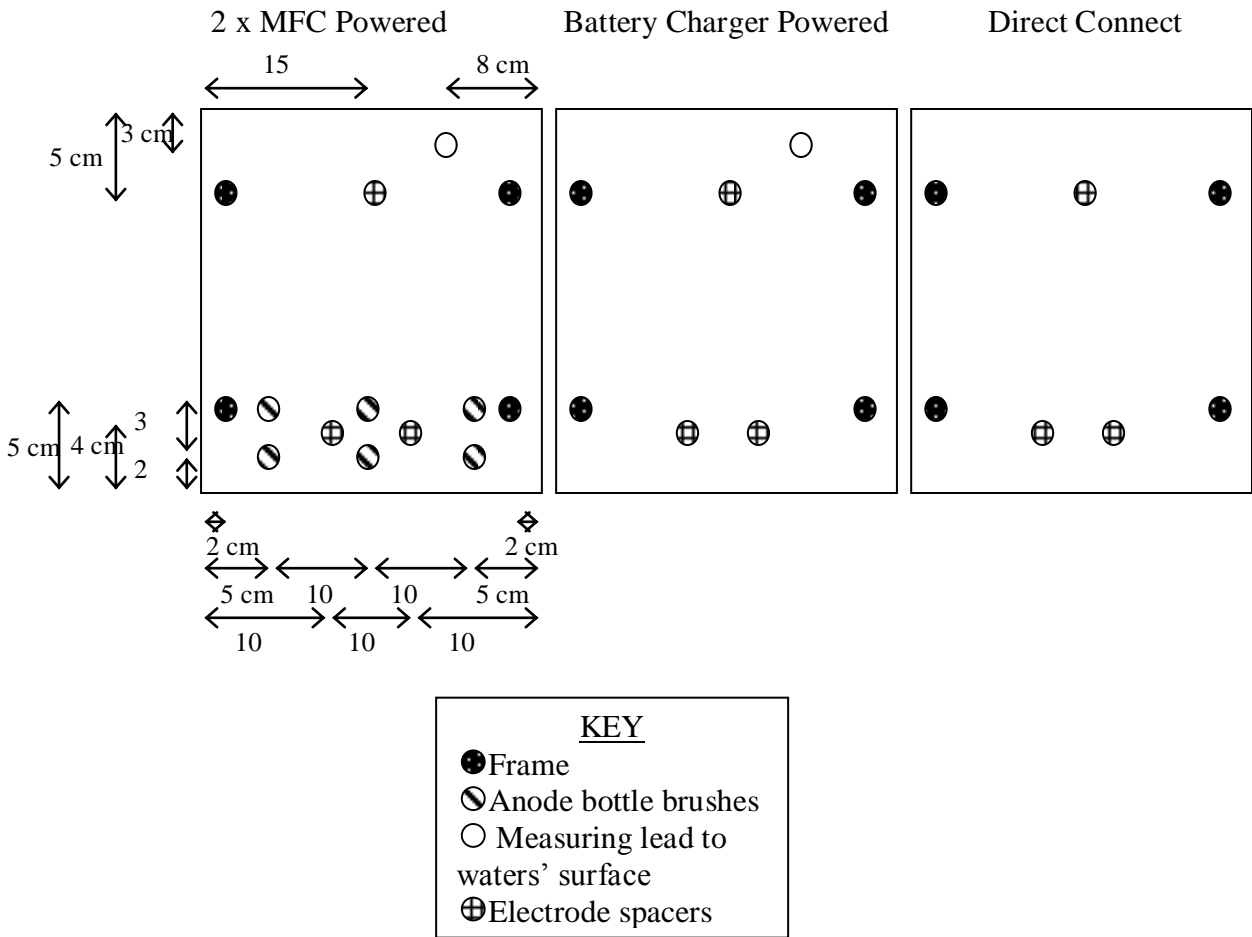 2 x MFC Powered
Battery Charger Powered
Direct Connect
15
8 cm
3 cm
5 cm
5 cm
4 cm
3
2
2 cm
2 cm
5 cm
10
10
5 cm
10
10
10
KEY
Frame
Anode bottle brushes
Measuring lead to
waters’ surface
Electrode spacers